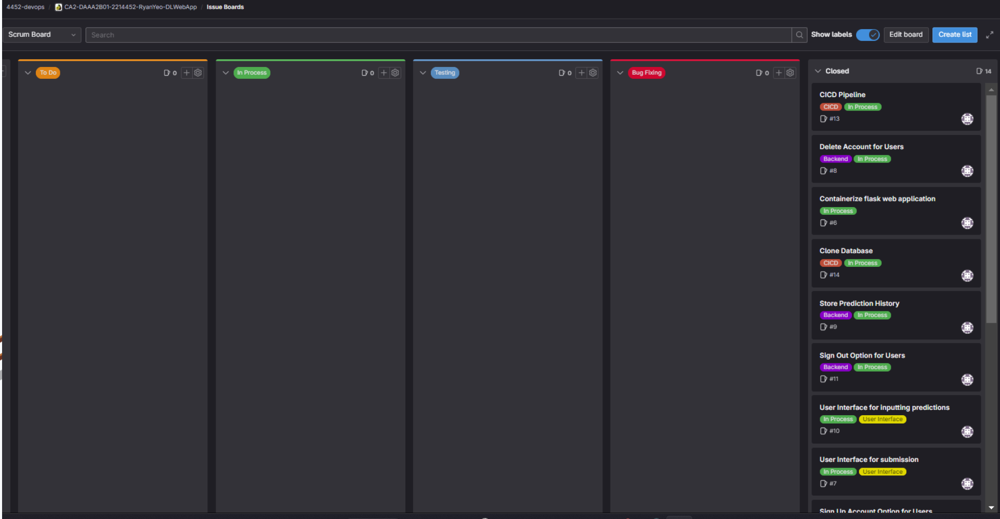 4452-devops / CA2-DAAA2B01-2214452-RyanYeo-DLWebApp / Issue Boards
Scrum Board
Search
Show labels
Edit board
Create list
To Do
0
In Process
0
Testing
0
Bug Fixing
0
Closed
14
CICD Pipeline
CICD In Process
#13
Delete Account for Users
Backend In Process
#8
Containerize flask web application
In Process
#6
Clone Database
CICD In Process
#14
Store Prediction History
Backend In Process
#9
Sign Out Option for Users
Backend In Process
#11
User Interface for inputting predictions
In Process User Interface
#10
User Interface for submission
In Process User Interface
#7
Sign Up Account Option for Users